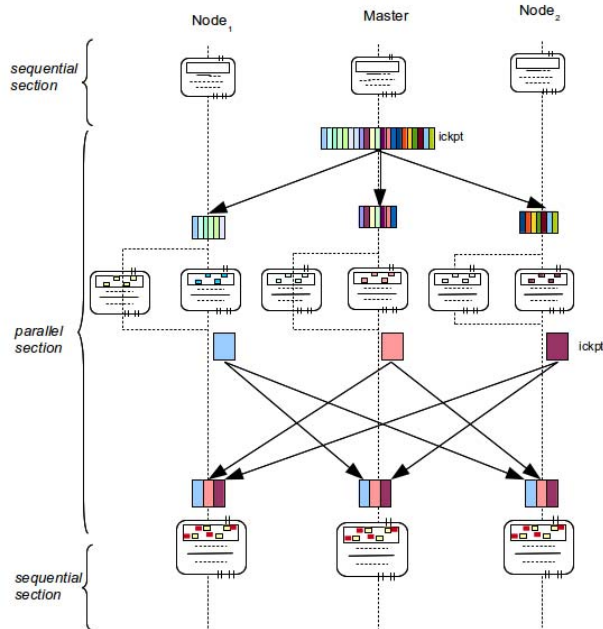 Node1
Master
Node2
sequential
section
ickpt
parallel
section
ickpt
sequential
section